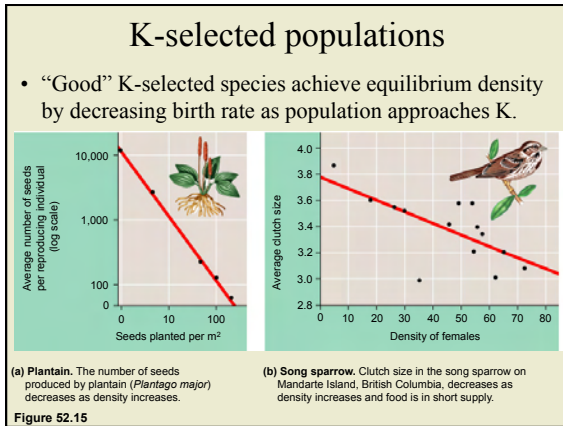 K-selected populations
• “Good” K-selected species achieve equilibrium density
by decreasing birth rate as population approaches K.
Average number of seeds
per reproducing individual
(log scale)
10,000
1,000
100
0
0
10
100
Seeds planted per m²
Average clutch size
4.0
3.8
3.6
3.4
3.2
3.0
2.8
0
10
20
30
40
50
60
70
80
Density of females
(a) Plantain. The number of seeds
produced by plantain (Plantago major)
decreases as density increases.
(b) Song sparrow. Clutch size in the song sparrow on
Mandarte Island, British Columbia, decreases as
density increases and food is in short supply.
Figure 52.15